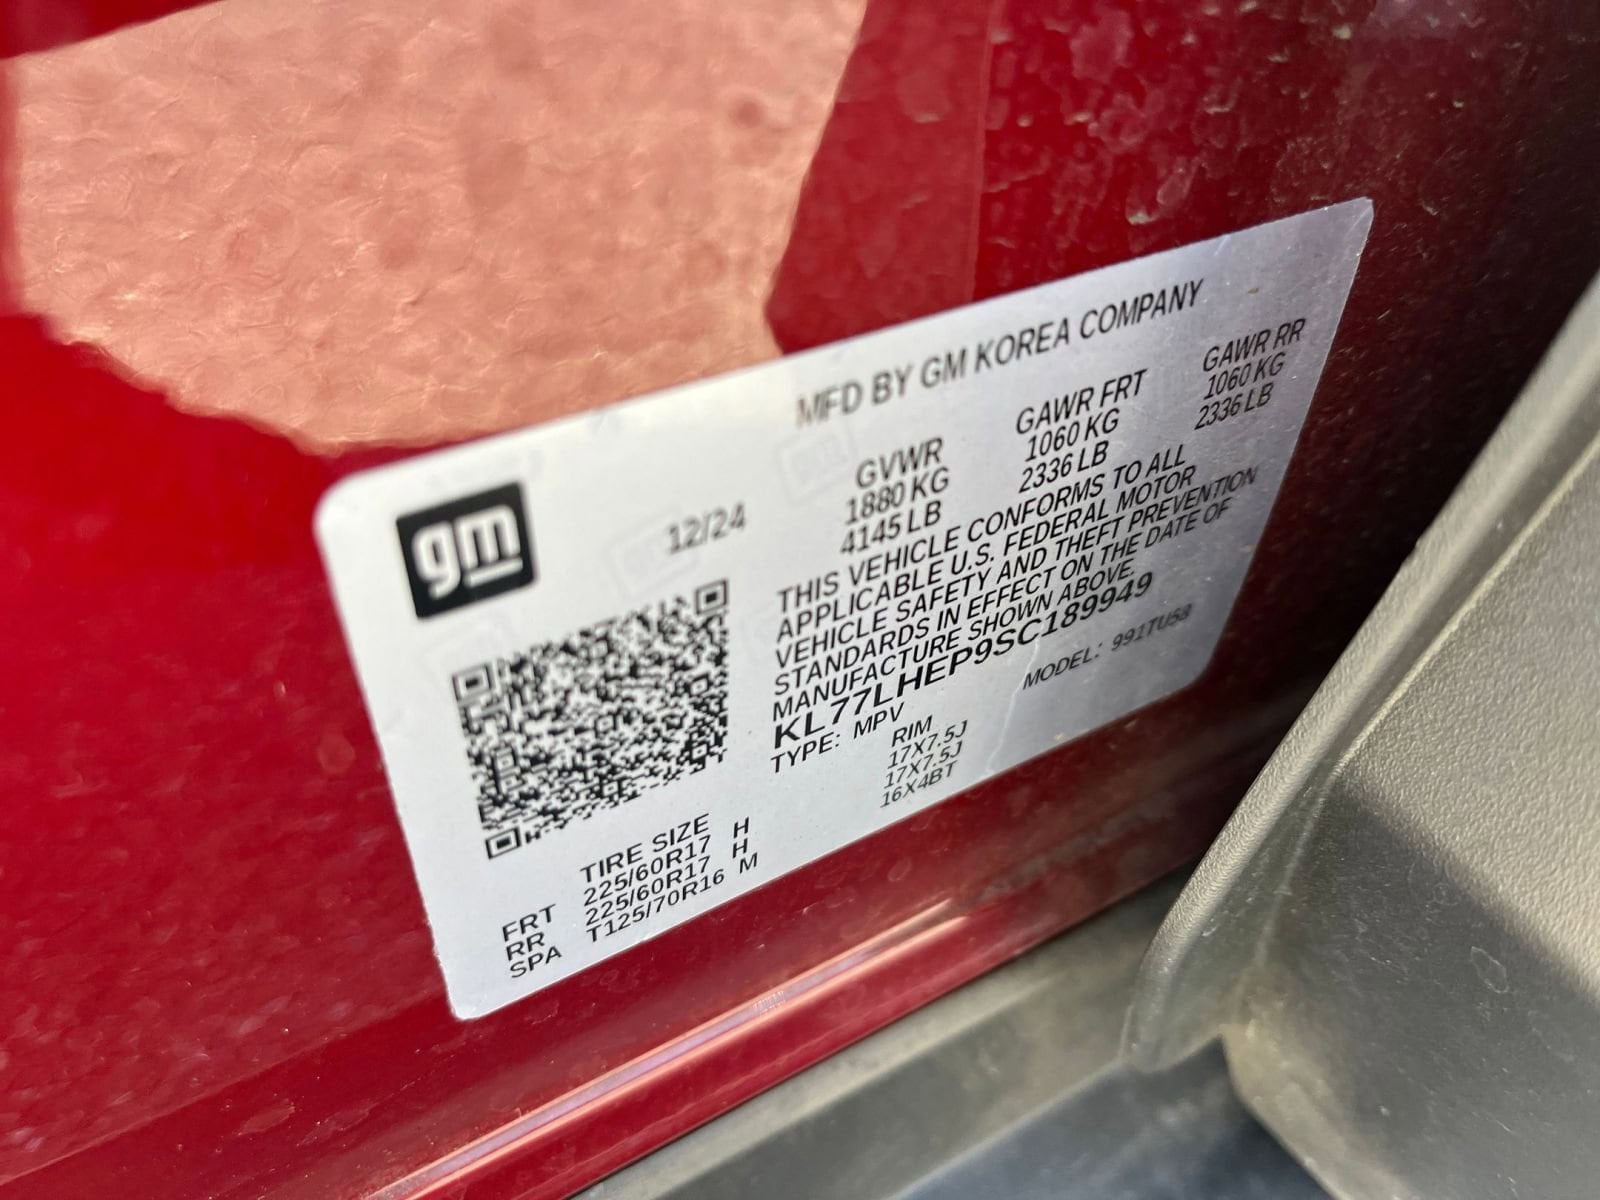 MFD BY GM KOREA COMPANY
gm
12/24
GVWR GAWR FRT GAWR RR
1880 KG 1060 KG 1060 KG
4145 LB 2336 LB 2336 LB
THIS VEHICLE CONFORMS TO ALL
APPLICABLE U.S. FEDERAL MOTOR
VEHICLE SAFETY AND THEFT PREVENTION
STANDARDS IN EFFECT ON THE DATE OF
MANUFACTURE SHOWN ABOVE.
KL77LHEP9SC189949
TYPE: MPV MODEL: 991TU58
TIRE SIZE RIM
FRT 225/60R17 H 17X7.5J
RR 225/60R17 H 17X7.5J
SPA T125/70R16 M 16X4BT